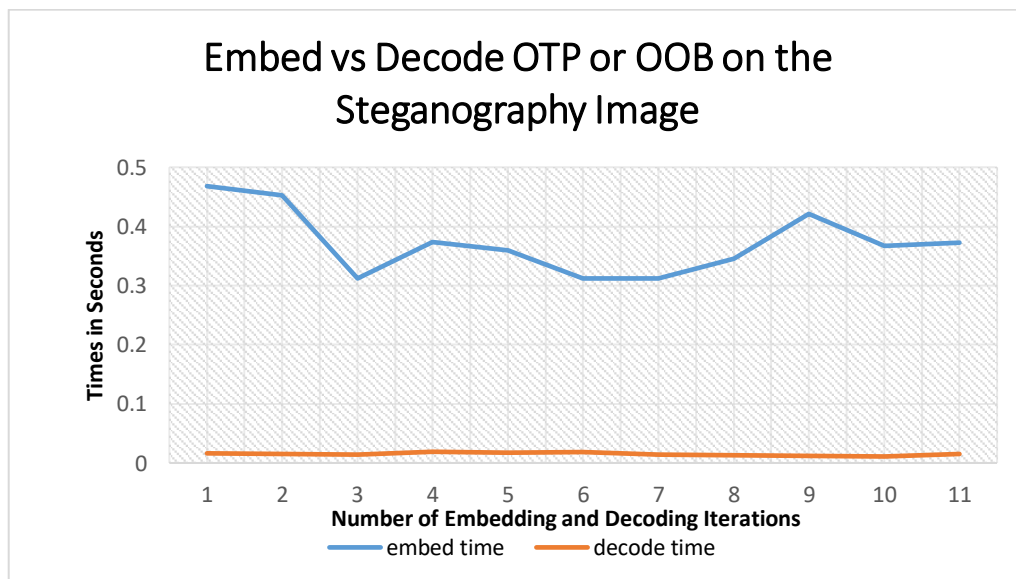 Embed vs Decode OTP or OOB on the
Steganography Image
Times in Seconds
0.5
0.4
0.3
0.2
0.1
0
1 2 3 4 5 6 7 8 9 10 11
Number of Embedding and Decoding Iterations
embed time decode time